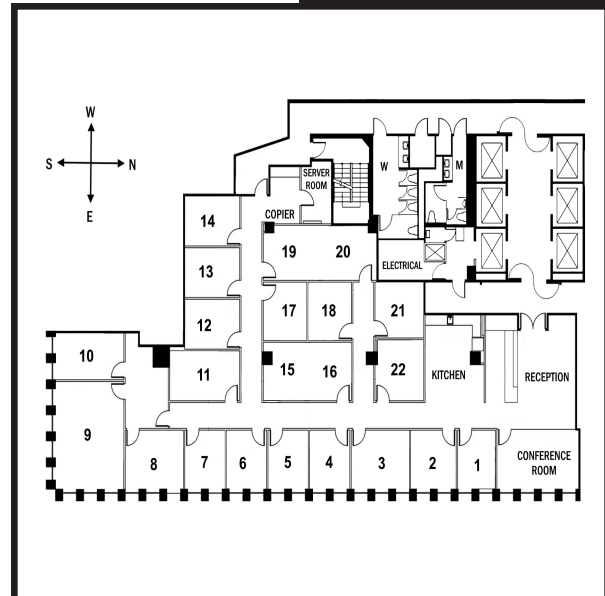 W
S
N
E
SERVER
ROOM
W
M
COPIER
14
19
20
ELECTRICAL
13
17
18
21
12
11
15
16
22
KITCHEN
RECEPTION
10
9
8
7
6
5
4
3
2
1
CONFERENCE
ROOM